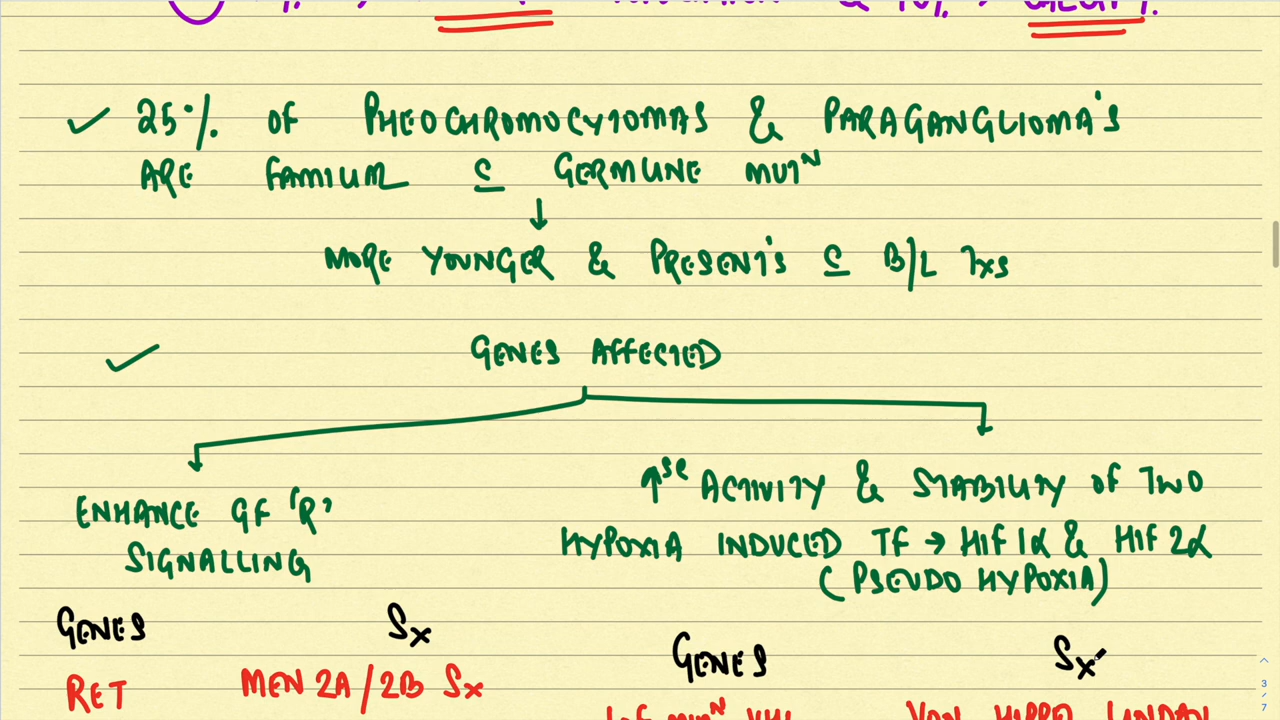 25% OF PHEOCHROMOCYTOMAS & PARAGANGLIOMA'S
ARE FAMILIAL C̲ GERMLINE MUTᴺ
↓
MORE YOUNGER & PRESENTS C̲ B/L TXS
GENES AFFECTED
ENHANCE GF 'R'
SIGNALLING
↑SE ACTIVITY & STABILITY OF TWO
HYPOXIA INDUCED TF → HIF 1α & HIF 2α
(PSEUDO HYPOXIA)
GENES Sx
RET MEN 2A/2B Sx
GENES Sx
3
/
7